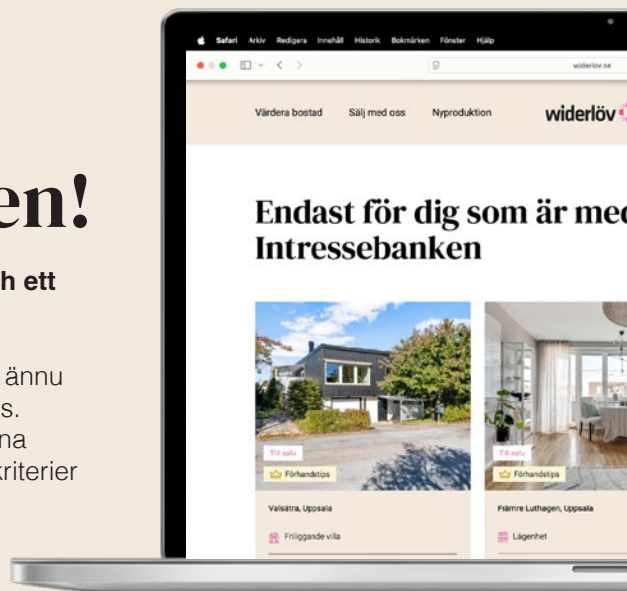 en!
h ett
ännu
s.
na
kriterier
Safari Arkiv Redigera Innehåll Historik Bokmärken Fönster Hjälp
widerlov.se
Värdera bostad Sälj med oss Nyproduktion widerlöv
Endast för dig som är med
Intressebanken
Till salu
Förhandstips
Valsätra, Uppsala
Friliggande villa
Förhandstips
Främre Luthagen, Uppsala
Lägenhet